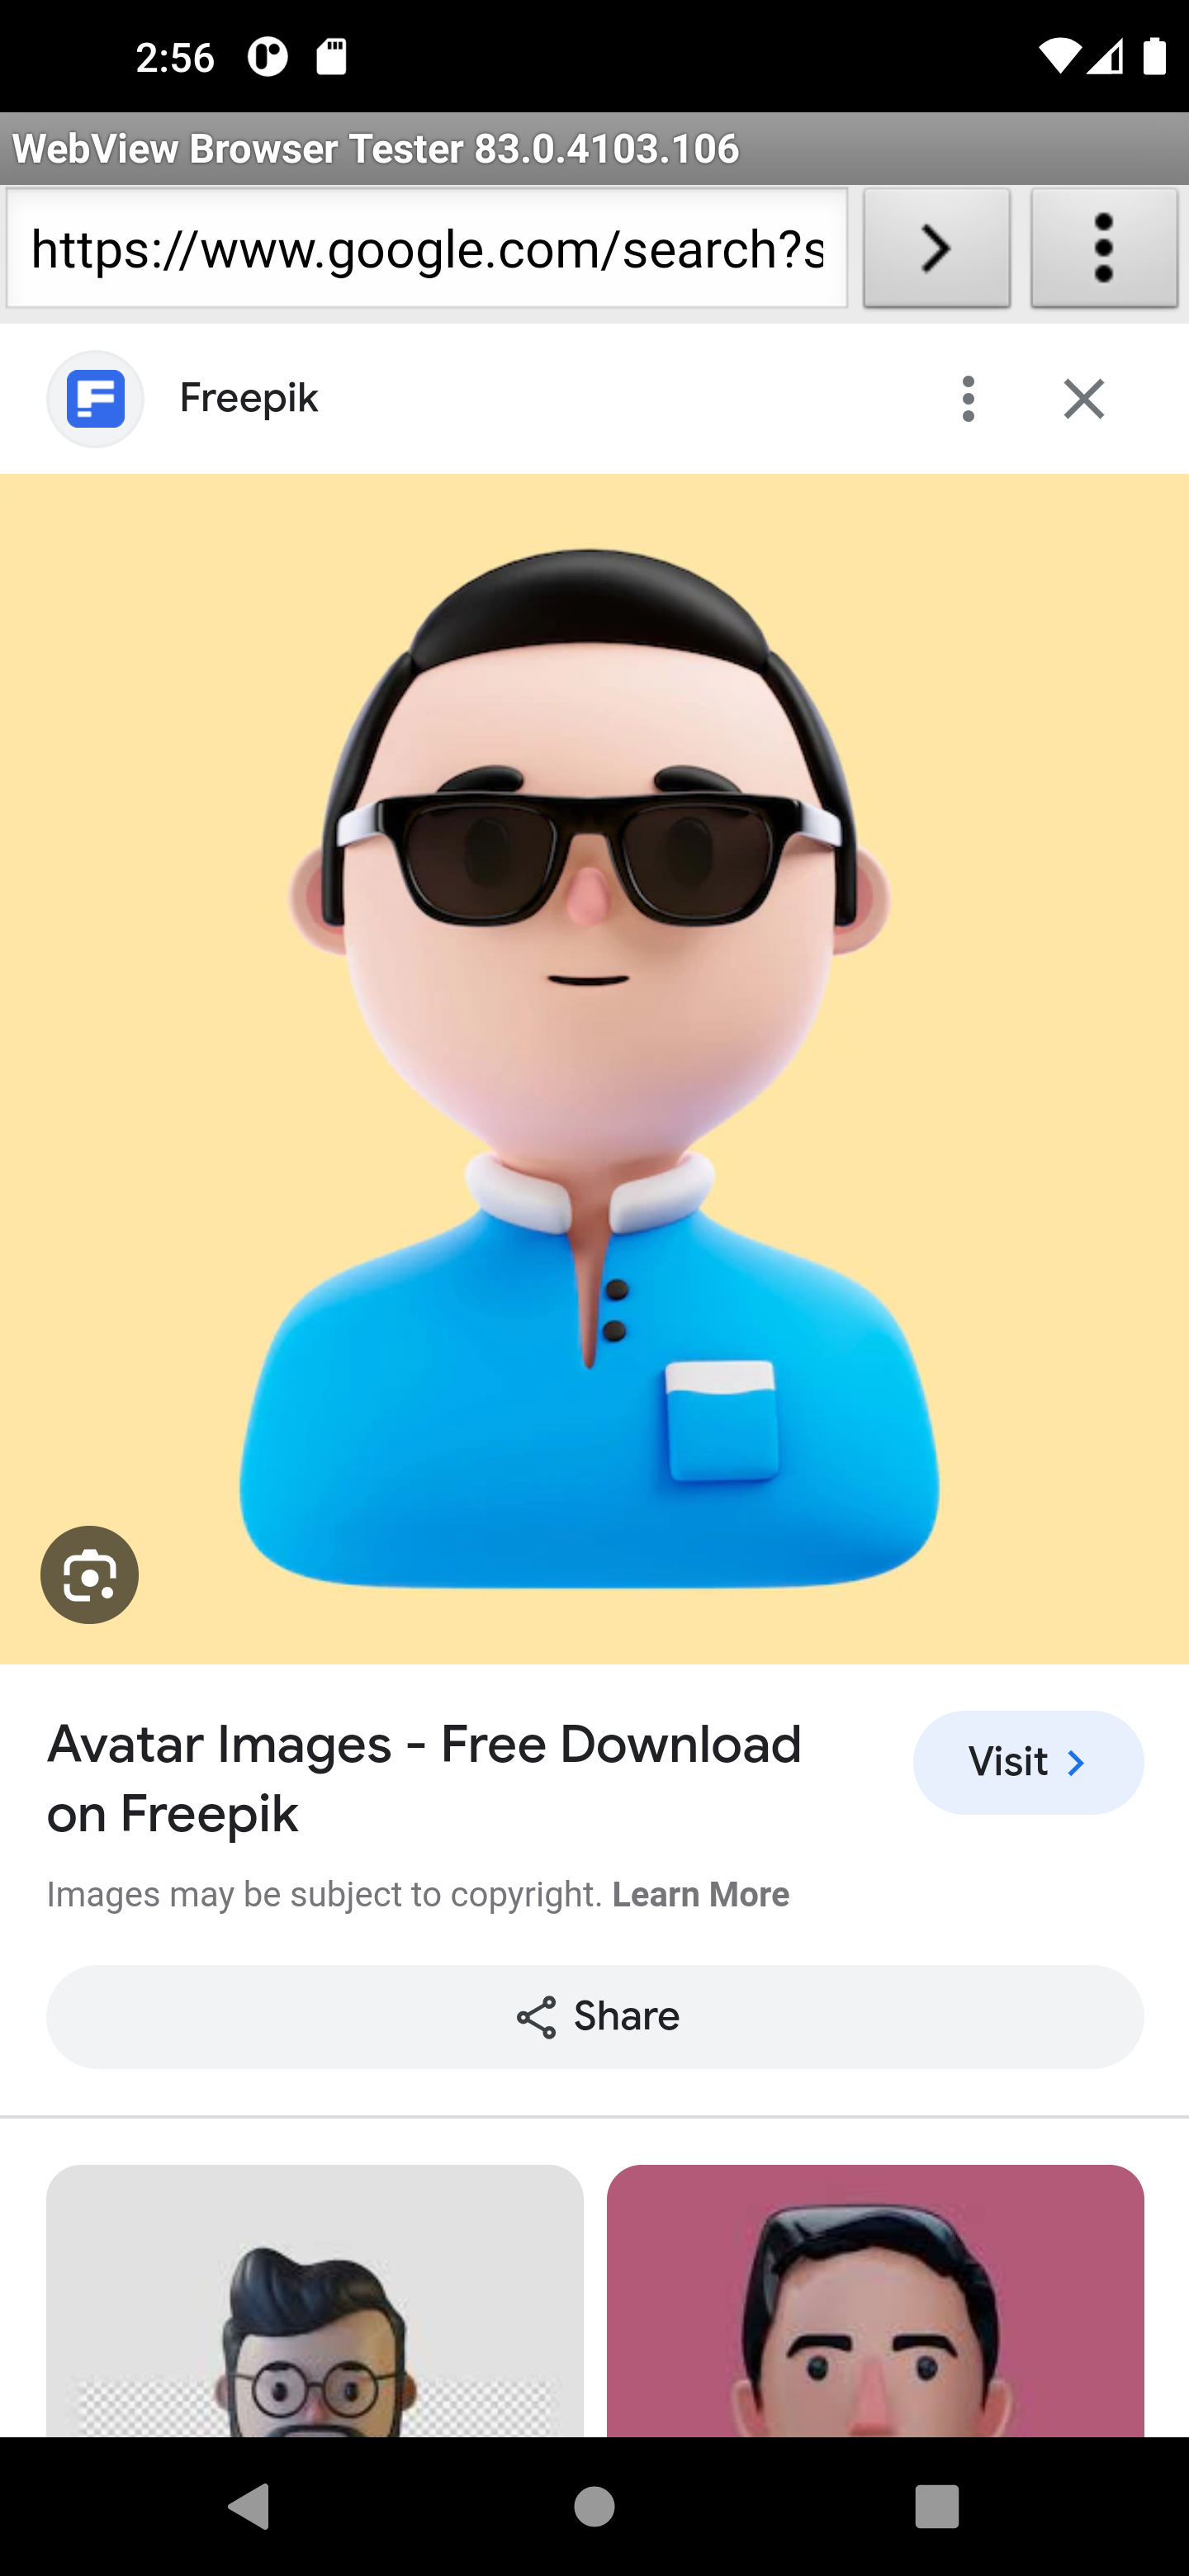 2:56
WebView Browser Tester 83.0.4103.106
https://www.google.com/search?s
Freepik
Avatar Images - Free Download
on Freepik
Visit
Images may be subject to copyright. Learn More
Share